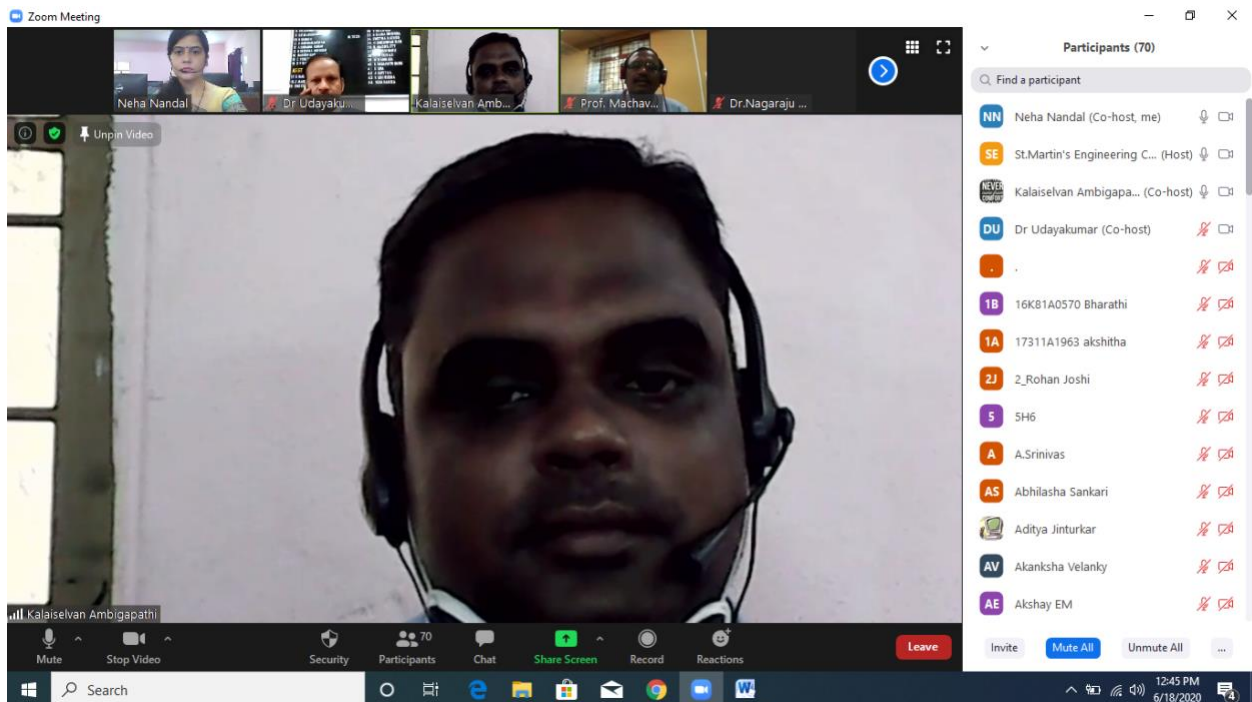 Zoom Meeting
Neha Nandal
Dr Udayaku...
Kalaiselvan Amb...
Prof. Machav...
Dr.Nagaraju ...
Unpin Video
Kalaiselvan Ambigapathi
Mute
Stop Video
Security
70
Participants
Chat
Share Screen
Record
Reactions
Leave
Participants (70)
Find a participant
NN Neha Nandal (Co-host, me)
SE St.Martin's Engineering C... (Host)
NEVER Kalaiselvan Ambigapa... (Co-host)
DU Dr Udayakumar (Co-host)
. .
1B 16K81A0570 Bharathi
1A 17311A1963 akshitha
2J 2_Rohan Joshi
5 5H6
A A.Srinivas
AS Abhilasha Sankari
Aditya Jinturkar
AV Akanksha Velanky
AE Akshay EM
Invite
Mute All
Unmute All
...
Search
12:45 PM
6/18/2020
4